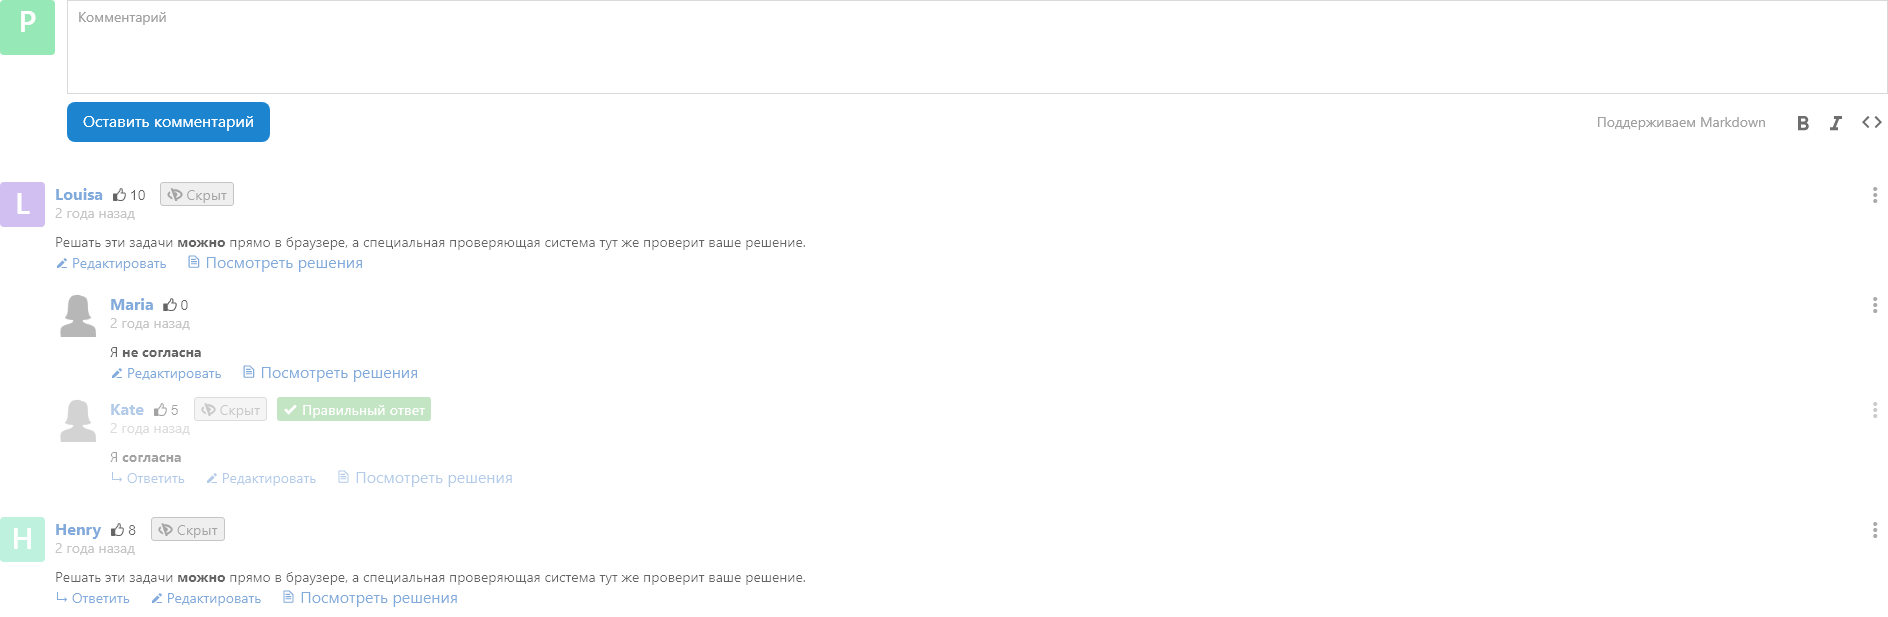 P
Комментарий
Оставить комментарий
Поддерживаем Markdown B I <>
L
Louisa 10 Скрыт
2 года назад
Решать эти задачи можно прямо в браузере, а специальная проверяющая система тут же проверит ваше решение.
Редактировать Посмотреть решения
Maria 0
2 года назад
Я не согласна
Редактировать Посмотреть решения
Kate 5 Скрыт Правильный ответ
2 года назад
Я согласна
Ответить Редактировать Посмотреть решения
H
Henry 8 Скрыт
2 года назад
Решать эти задачи можно прямо в браузере, а специальная проверяющая система тут же проверит ваше решение.
Ответить Редактировать Посмотреть решения